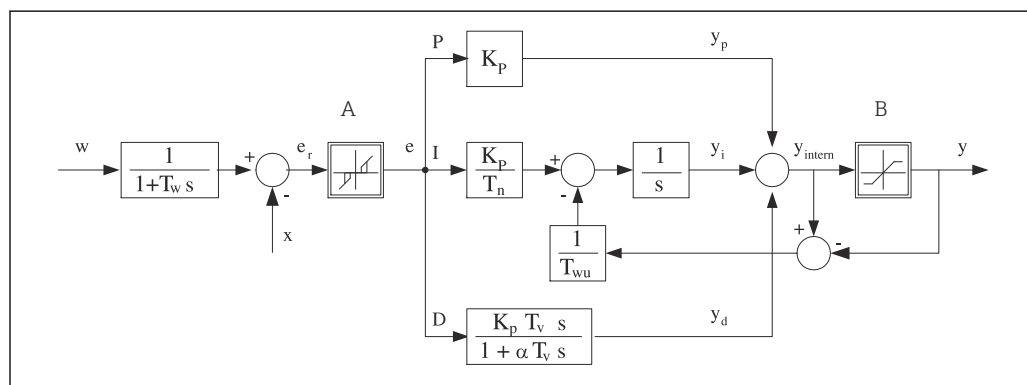 P
K_P
y_p
A
B
w
1
1+T_w s
+
-
x
e_r
e
I
K_P
T_n
+
-
1
s
y_i
y_intern
y
1
T_wu
+
-
D
K_p T_v s
1 + α T_v s
y_d